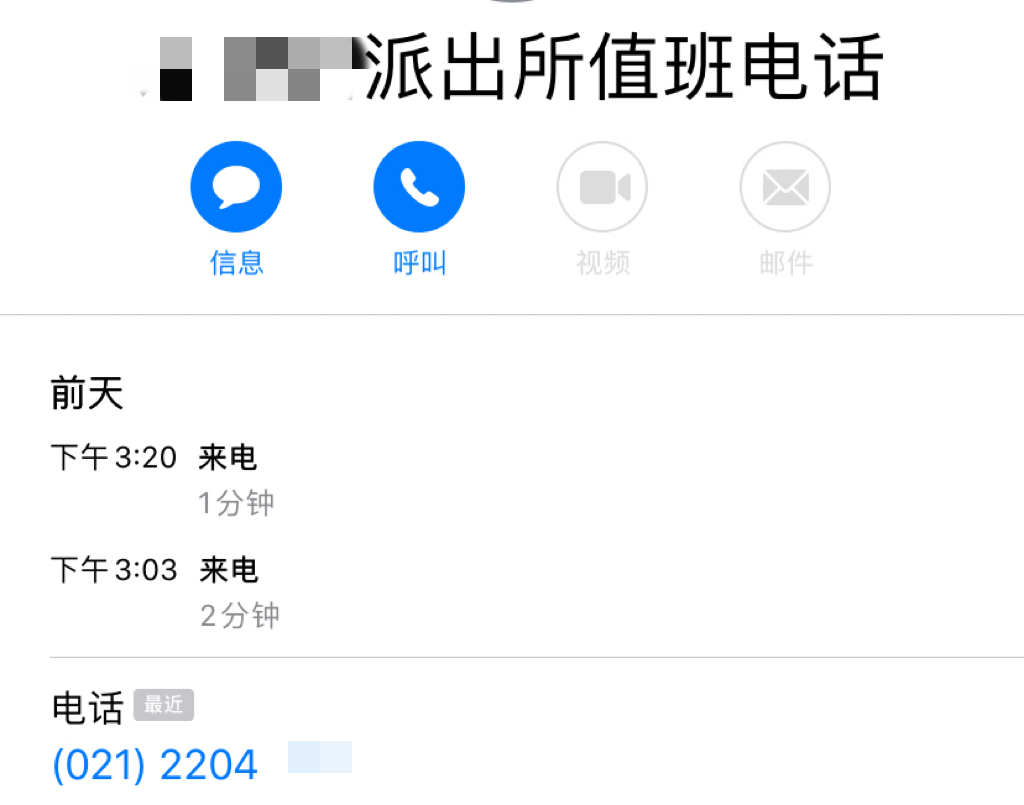 派出所值班电话
信息 呼叫 视频 邮件
前天
下午3:20 来电
1分钟
下午3:03 来电
2分钟
电话 最近
(021) 2204